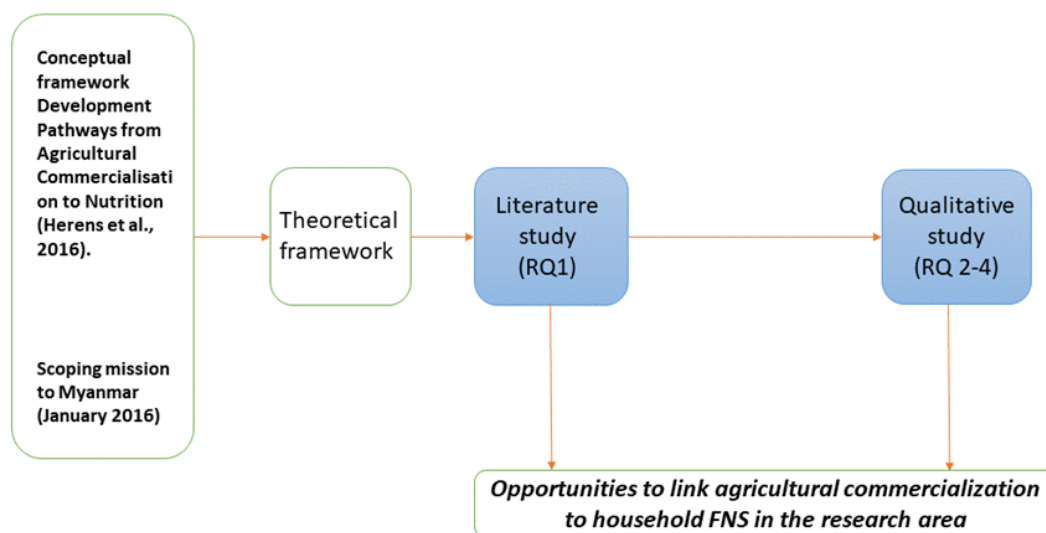 Conceptual
framework
Development
Pathways from
Agricultural
Commercialisati
on to Nutrition
(Herens et al.,
2016).
Scoping mission
to Myanmar
(January 2016)
Theoretical
framework
Literature
study
(RQ1)
Qualitative
study
(RQ 2-4)
Opportunities to link agricultural commercialization
to household FNS in the research area